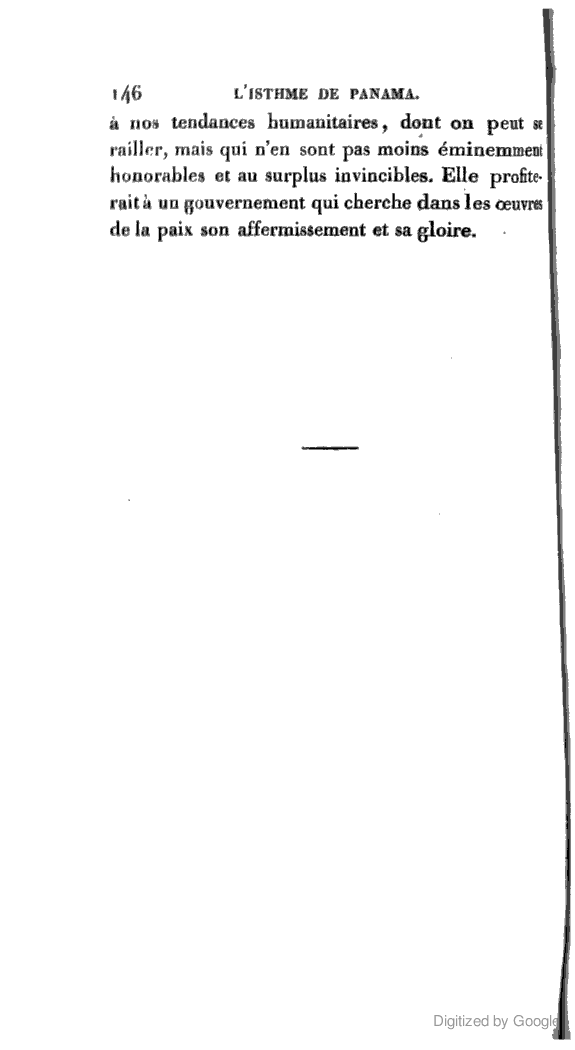 146 L'ISTHME DE PANAMA.
à nos tendances humanitaires, dont on peut se
railler, mais qui n'en sont pas moins éminemment
honorables et au surplus invincibles. Elle profite-
rait à un gouvernement qui cherche dans les œuvres
de la paix son affermissement et sa gloire.
Digitized by Google